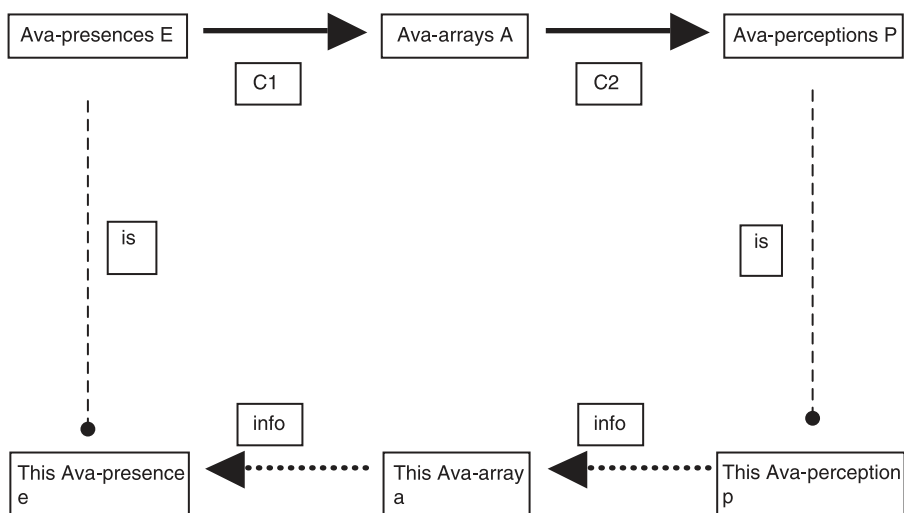 Ava-presences E
Ava-arrays A
Ava-perceptions P
C1
C2
is
is
info
info
This Ava-presence
e
This Ava-array
a
This Ava-perception
p